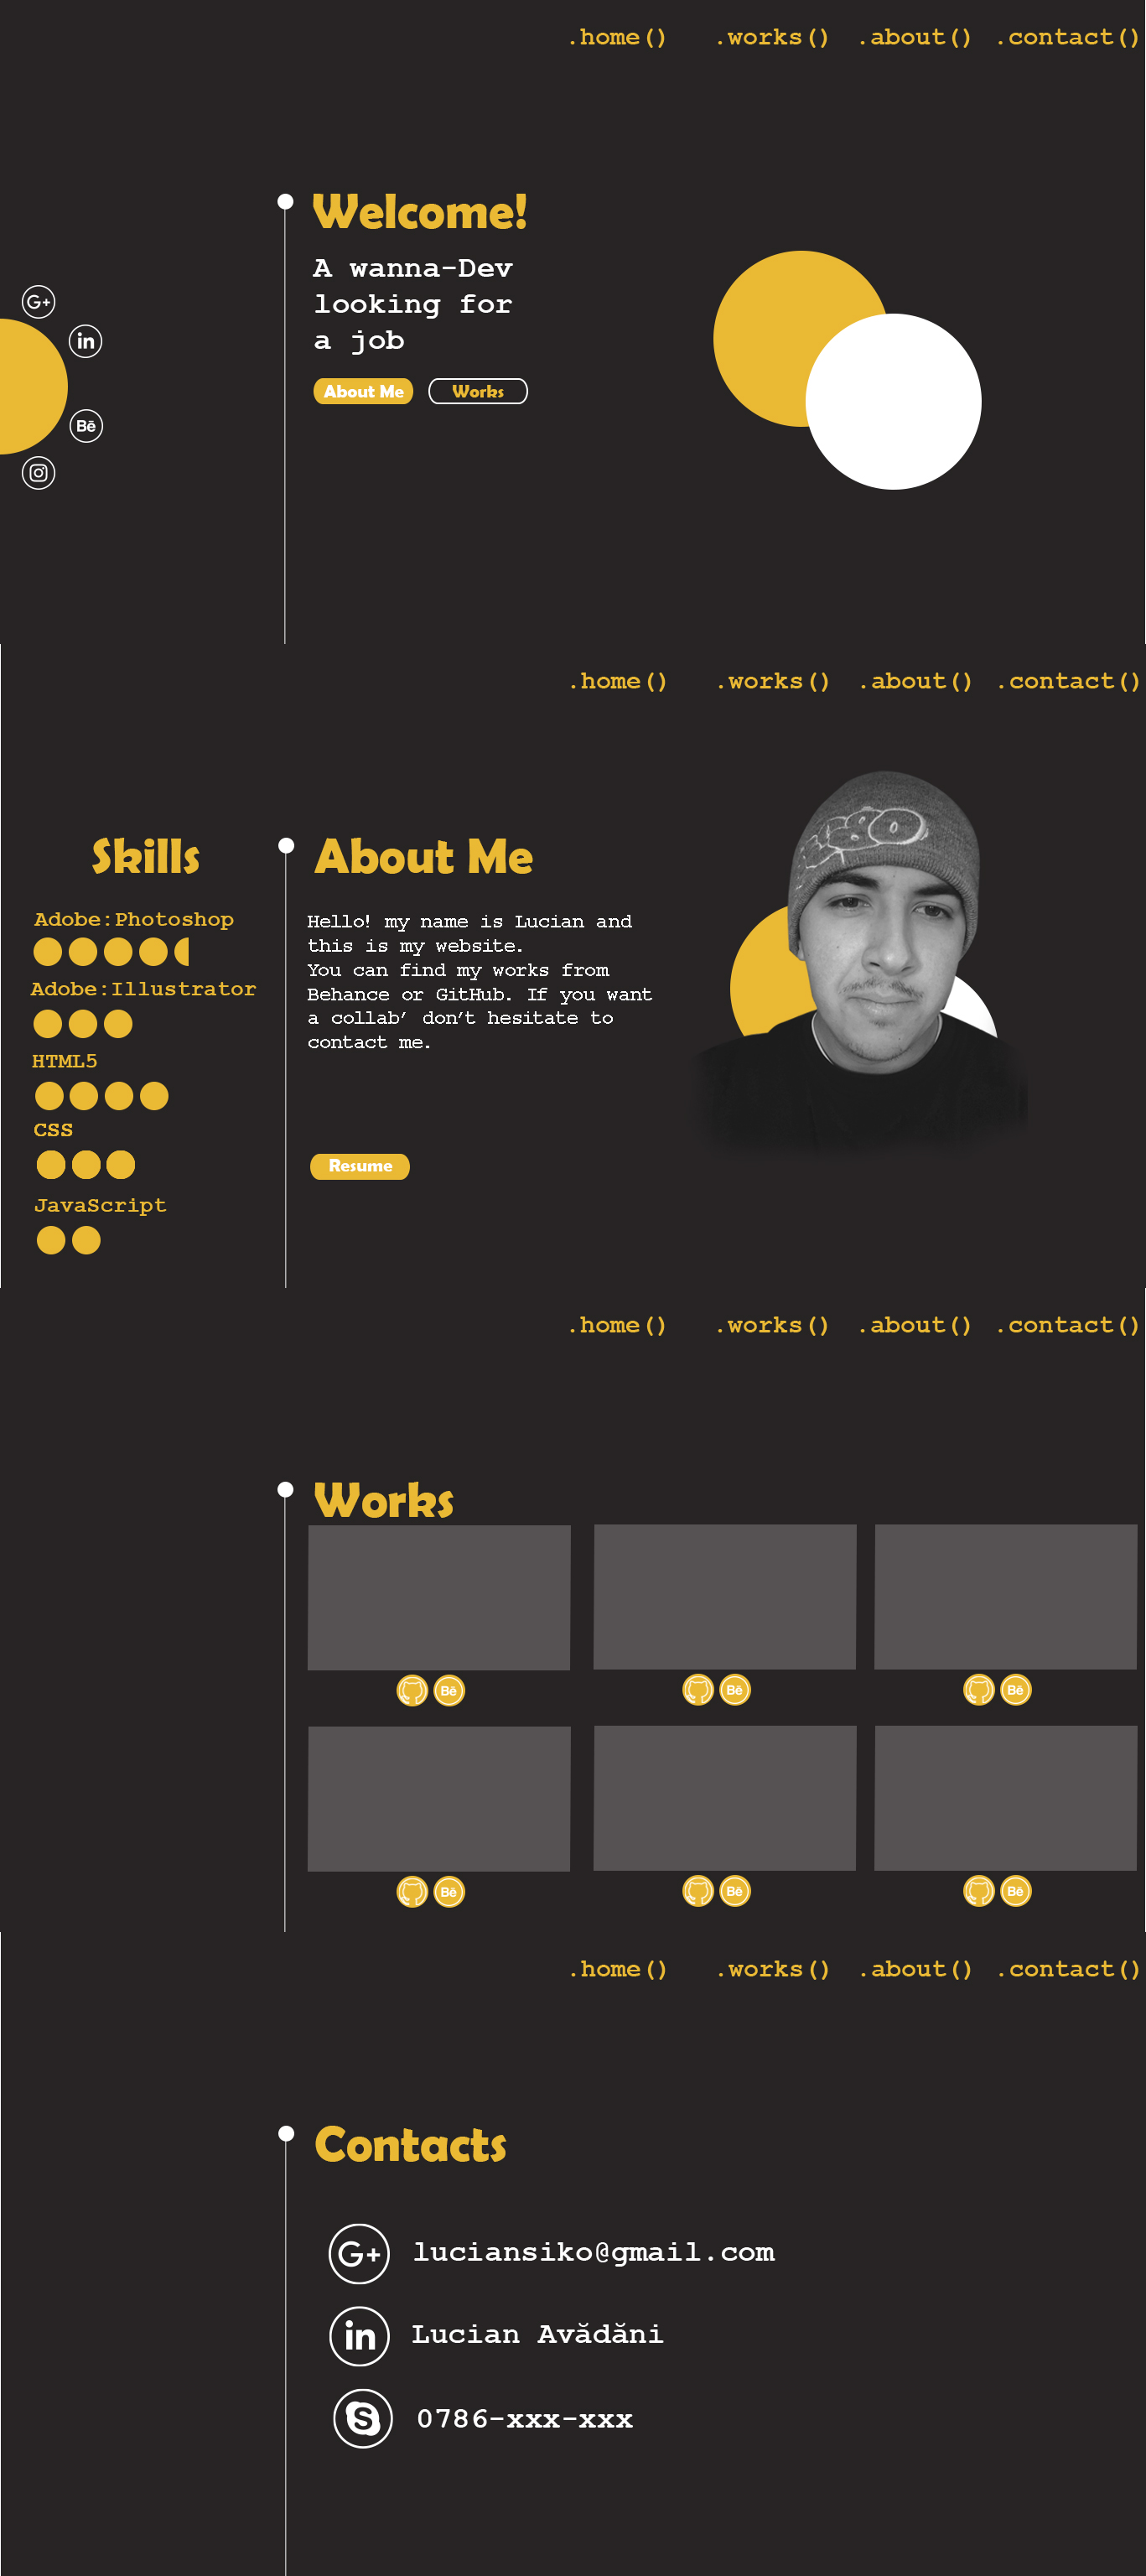 .home() .works() .about() .contact()
Welcome!
A wanna-Dev
looking for
a job
About Me Works
G+
in
Bē
.home() .works() .about() .contact()
Skills
Adobe:Photoshop
Adobe:Illustrator
HTML5
CSS
JavaScript
About Me
Hello! my name is Lucian and
this is my website.
You can find my works from
Behance or GitHub. If you want
a collab’ don’t hesitate to
contact me.
Resume
.home() .works() .about() .contact()
Works
Bē Bē Bē
Bē Bē Bē
.home() .works() .about() .contact()
Contacts
G+ luciansiko@gmail.com
in Lucian Avădăni
S 0786-xxx-xxx